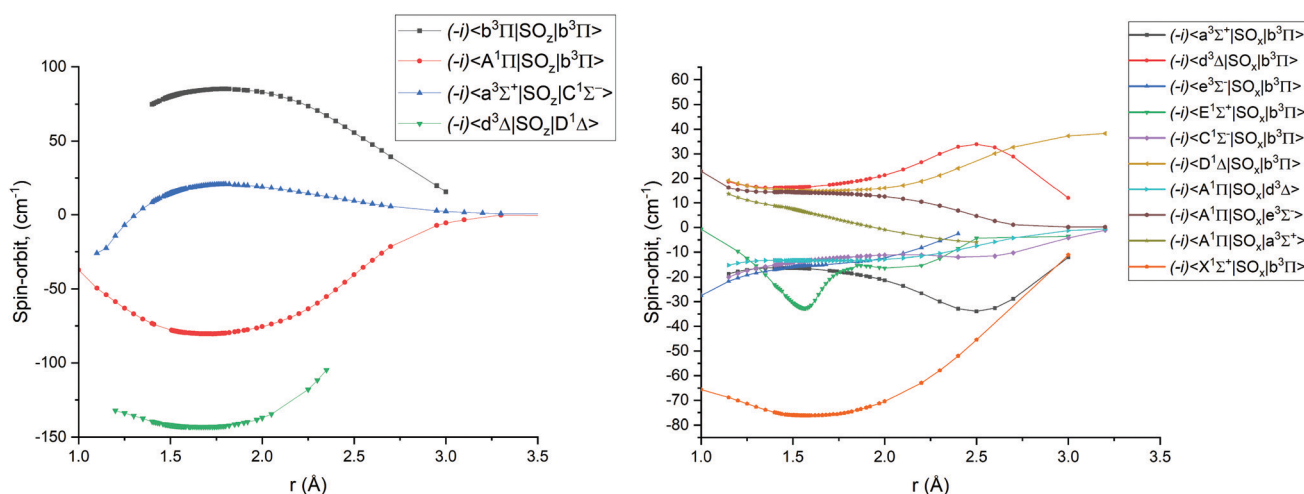 (-i)<b³Π|SO_z|b³Π>
(-i)<A¹Π|SO_z|b³Π>
(-i)<a³Σ⁺|SO_z|C¹Σ⁻>
(-i)<d³Δ|SO_z|D¹Δ>
100
50
0
-50
-100
-150
Spin-orbit, (cm⁻¹)
1.0 1.5 2.0 2.5 3.0 3.5
r (Å)
(-i)<a³Σ⁺|SOₓ|b³Π>
(-i)<d³Δ|SOₓ|b³Π>
(-i)<e³Σ⁻|SOₓ|b³Π>
(-i)<E¹Σ⁺|SOₓ|b³Π>
(-i)<C¹Σ⁻|SOₓ|b³Π>
(-i)<D¹Δ|SOₓ|b³Π>
(-i)<A¹Π|SOₓ|d³Δ>
(-i)<A¹Π|SOₓ|e³Σ⁻>
(-i)<A¹Π|SOₓ|a³Σ⁺>
(-i)<X¹Σ⁺|SOₓ|b³Π>
60
50
40
30
20
10
0
-10
-20
-30
-40
-50
-60
-70
-80
Spin-orbit, (cm⁻¹)
1.0 1.5 2.0 2.5 3.0 3.5
r (Å)